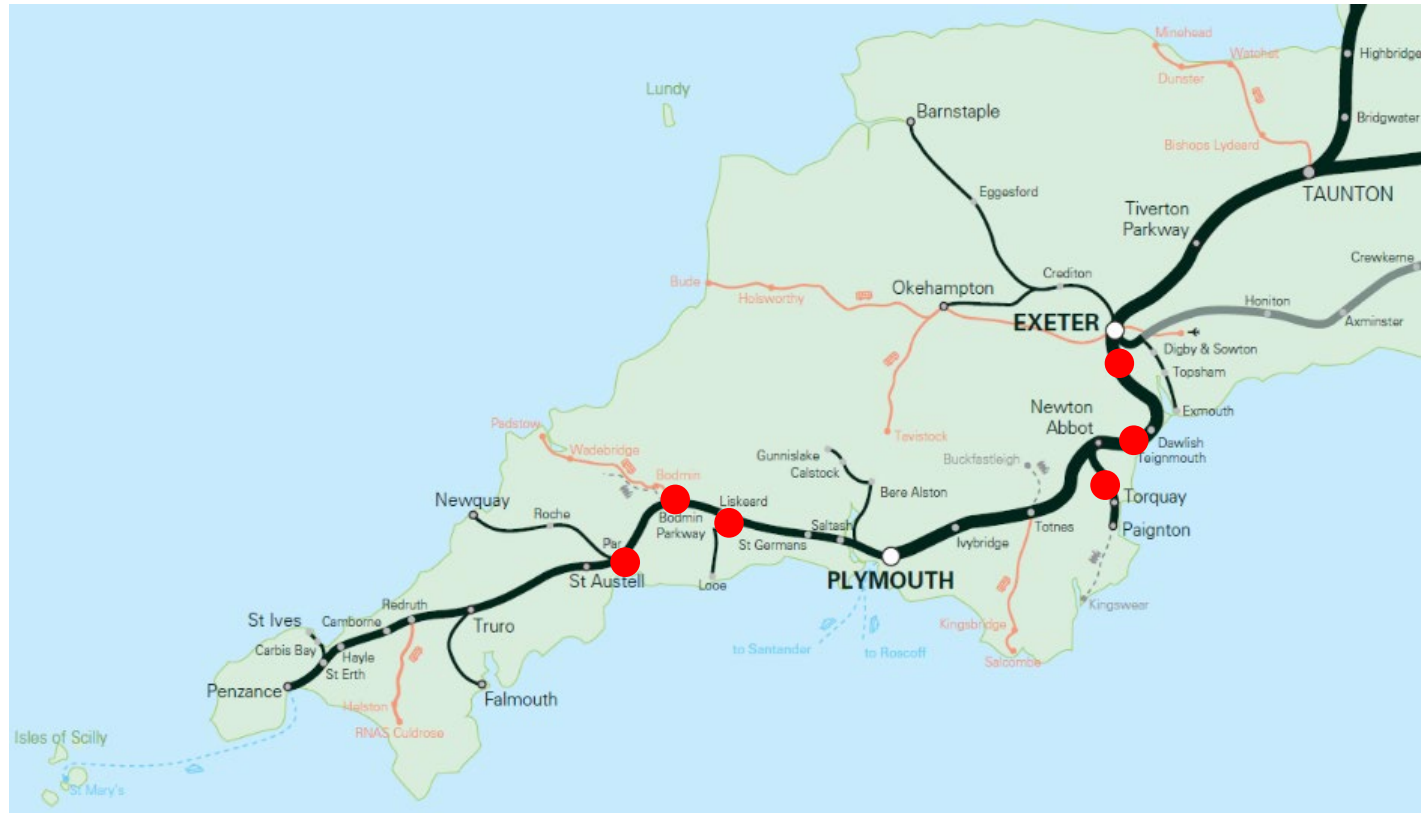 Minehead
Watchet
Highbridge
Dunster
Lundy
Barnstaple
Bridgwater
Bishops Lydeard
Eggesford
TAUNTON
Tiverton
Parkway
Crewkerne
Crediton
Bude
Holsworthy
Okehampton
Honiton
EXETER
Axminster
Digby & Sowton
Topsham
Newton
Abbot
Exmouth
Padstow
Tavistock
Dawlish
Wadebridge
Gunnislake
Calstock
Buckfastleigh
Teignmouth
Bodmin
Newquay
Liskeard
Bere Alston
Torquay
Roche
Bodmin
Parkway
Saltash
Totnes
Paignton
Par
St Germans
Ivybridge
St Austell
Looe
PLYMOUTH
Kingswear
Redruth
St Ives
Camborne
Truro
Kingsbridge
Carbis Bay
Hayle
to Santander
to Roscoff
St Erth
Salcombe
Penzance
Falmouth
Helston
RNAS Culdrose
Isles of Scilly
St Mary's